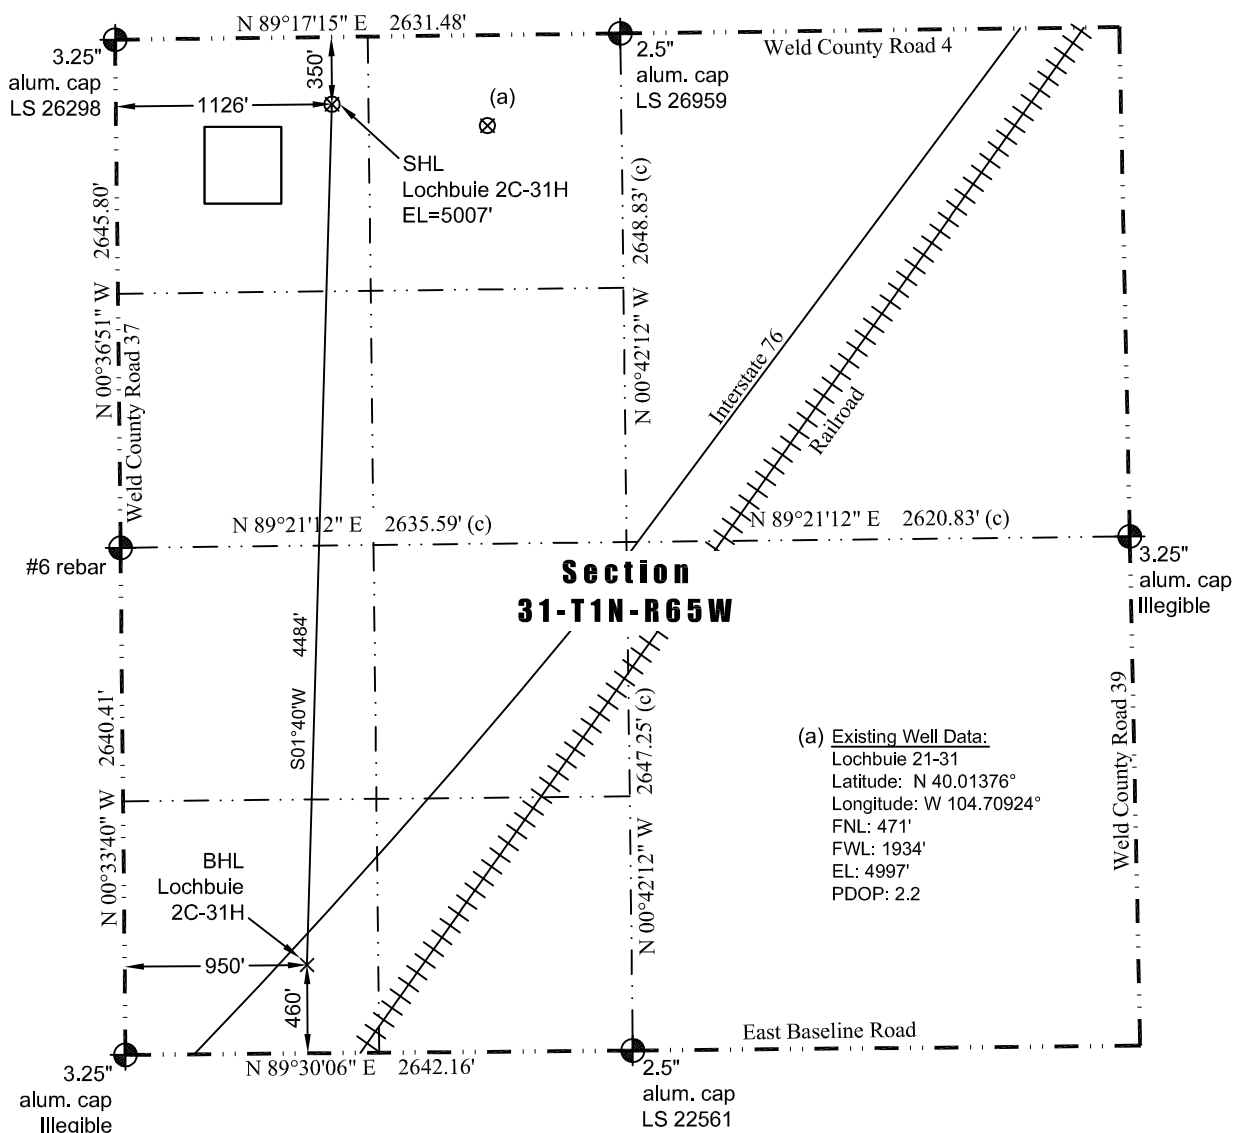 N 89°17'15" E 2631.48'
3.25"
alum. cap
LS 26298
350'
1126'
(a)
2.5"
alum. cap
LS 26959
Weld County Road 4
SHL
Lochbuie 2C-31H
EL=5007'
N 00°36'51" W 2645.80'
Weld County Road 37
N 00°42'12" W 2648.83' (c)
Interstate 76
Railroad
N 89°21'12" E 2635.59' (c)
N 89°21'12" E 2620.83' (c)
#6 rebar
Section
31-T1N-R65W
3.25"
alum. cap
Illegible
S01°40'W 4484'
N 00°33'40" W 2640.41'
N 00°42'12" W 2647.25' (c)
Weld County Road 39
(a) Existing Well Data:
Lochbuie 21-31
Latitude: N 40.01376°
Longitude: W 104.70924°
FNL: 471'
FWL: 1934'
EL: 4997'
PDOP: 2.2
BHL
Lochbuie
2C-31H
950'
460'
East Baseline Road
N 89°30'06" E 2642.16'
3.25"
alum. cap
Illegible
2.5"
alum. cap
LS 22561